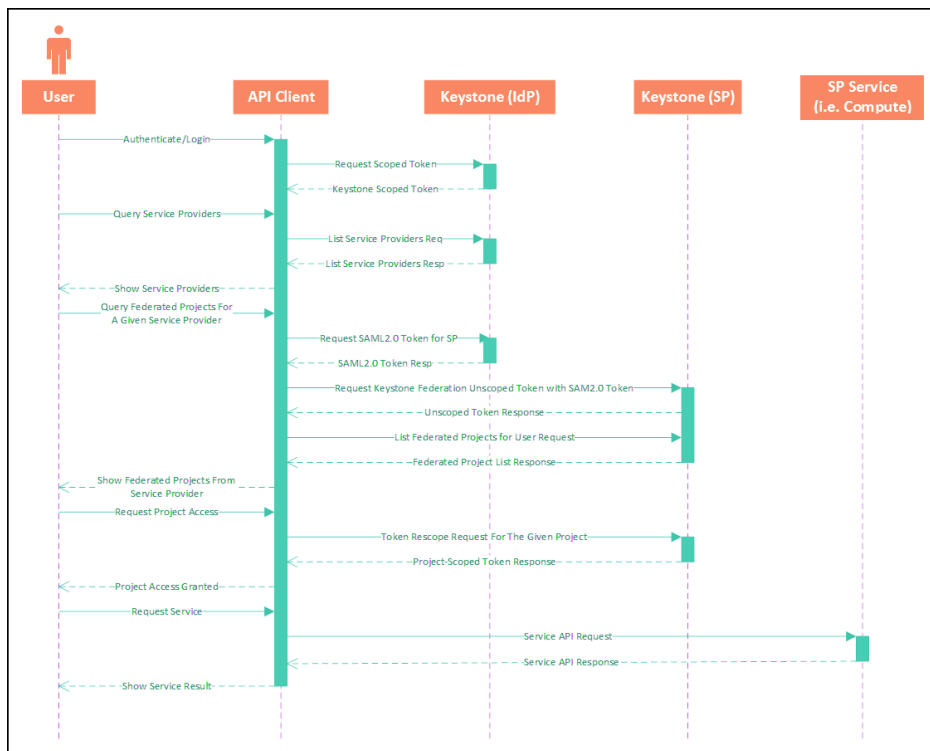 User
API Client
Keystone (IdP)
Keystone (SP)
SP Service
(i.e. Compute)
Authenticate/Login
Request Scoped Token
Keystone Scoped Token
Query Service Providers
List Service Providers Req
List Service Providers Resp
Show Service Providers
Query Federated Projects For
A Given Service Provider
Request SAML2.0 Token for SP
SAML2.0 Token Resp
Request Keystone Federation Unscoped Token with SAM2.0 Token
Unscoped Token Response
List Federated Projects for User Request
Federated Project List Response
Show Federated Projects From
Service Provider
Request Project Access
Token Rescope Request For The Given Project
Project Scoped Token Response
Project Access Granted
Request Service
Service API Request
Service API Response
Show Service Result